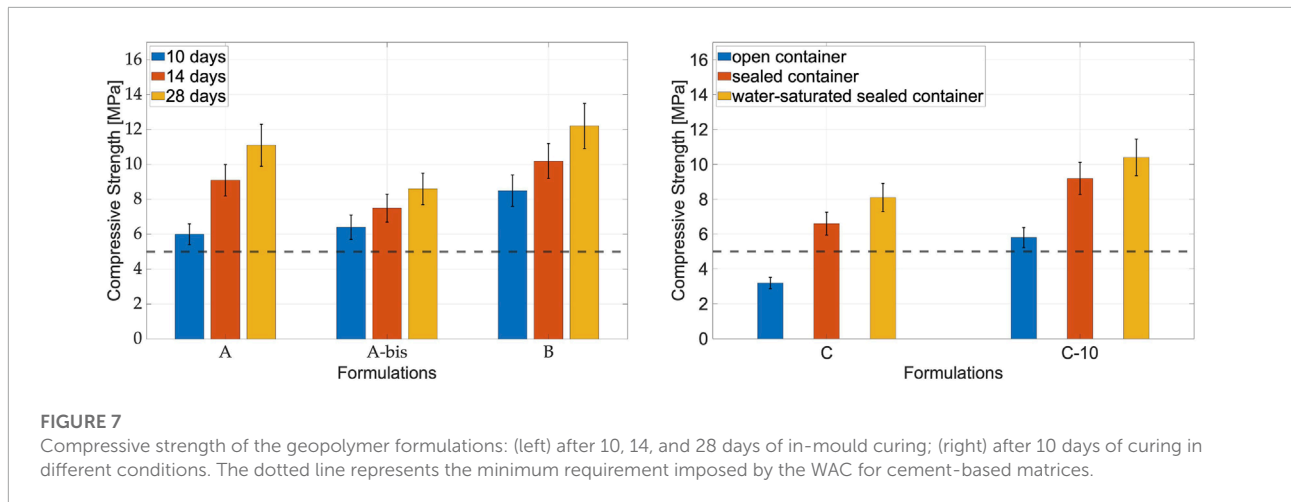 16
14
12
10
8
6
4
2
0
Compressive Strength [MPa]
10 days
14 days
28 days
A
A-bis
B
Formulations
16
14
12
10
8
6
4
2
0
Compressive Strength [MPa]
open container
sealed container
water-saturated sealed container
C
C-10
Formulations
FIGURE 7
Compressive strength of the geopolymer formulations: (left) after 10, 14, and 28 days of in-mould curing; (right) after 10 days of curing in
different conditions. The dotted line represents the minimum requirement imposed by the WAC for cement-based matrices.